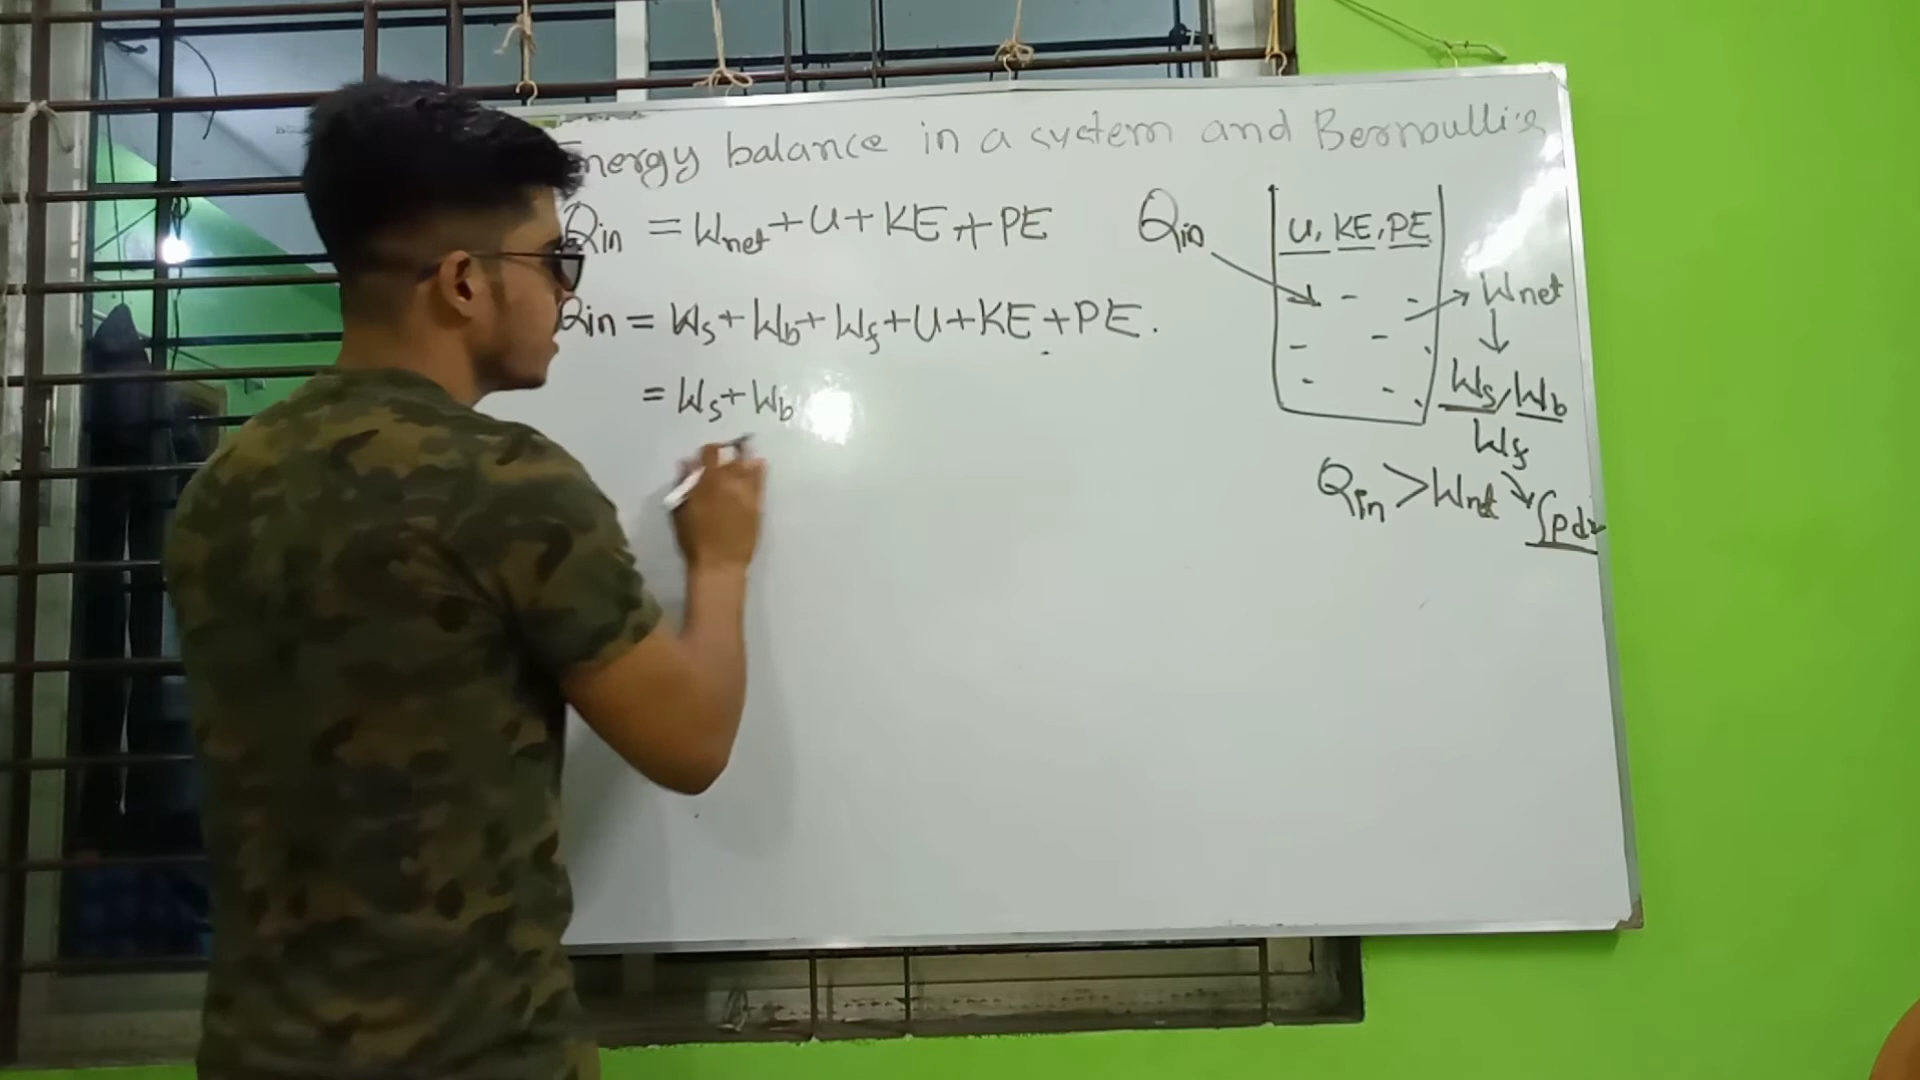 Energy balance in a system and Bernoulli's
Qin = Wnet + U + KE + PE
Qin = Ws + Wb + Wf + U + KE + PE.
= Ws + Wb
Qin
U, KE, PE
Wnet
Ws/Wb
Wf
Qin > Wnet
∫pdv